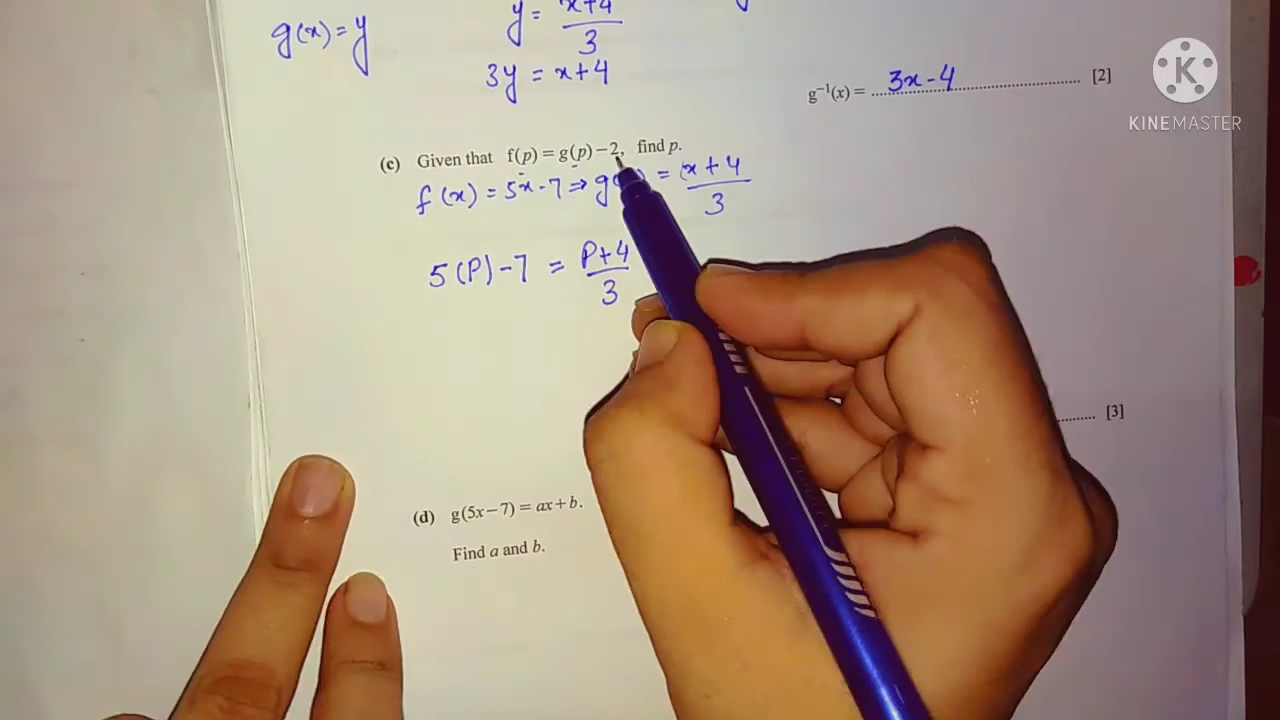 g(x) = y
y = x+4 / 3
3y = x+4
g⁻¹(x) = 3x-4 [2]
KINEMASTER
(c) Given that f(p) = g(p) − 2, find p.
f(x) = 5x-7 ⇒ g = x+4 / 3
5(P)-7 = P+4 / 3
[3]
(d) g(5x−7) = ax+b.
Find a and b.